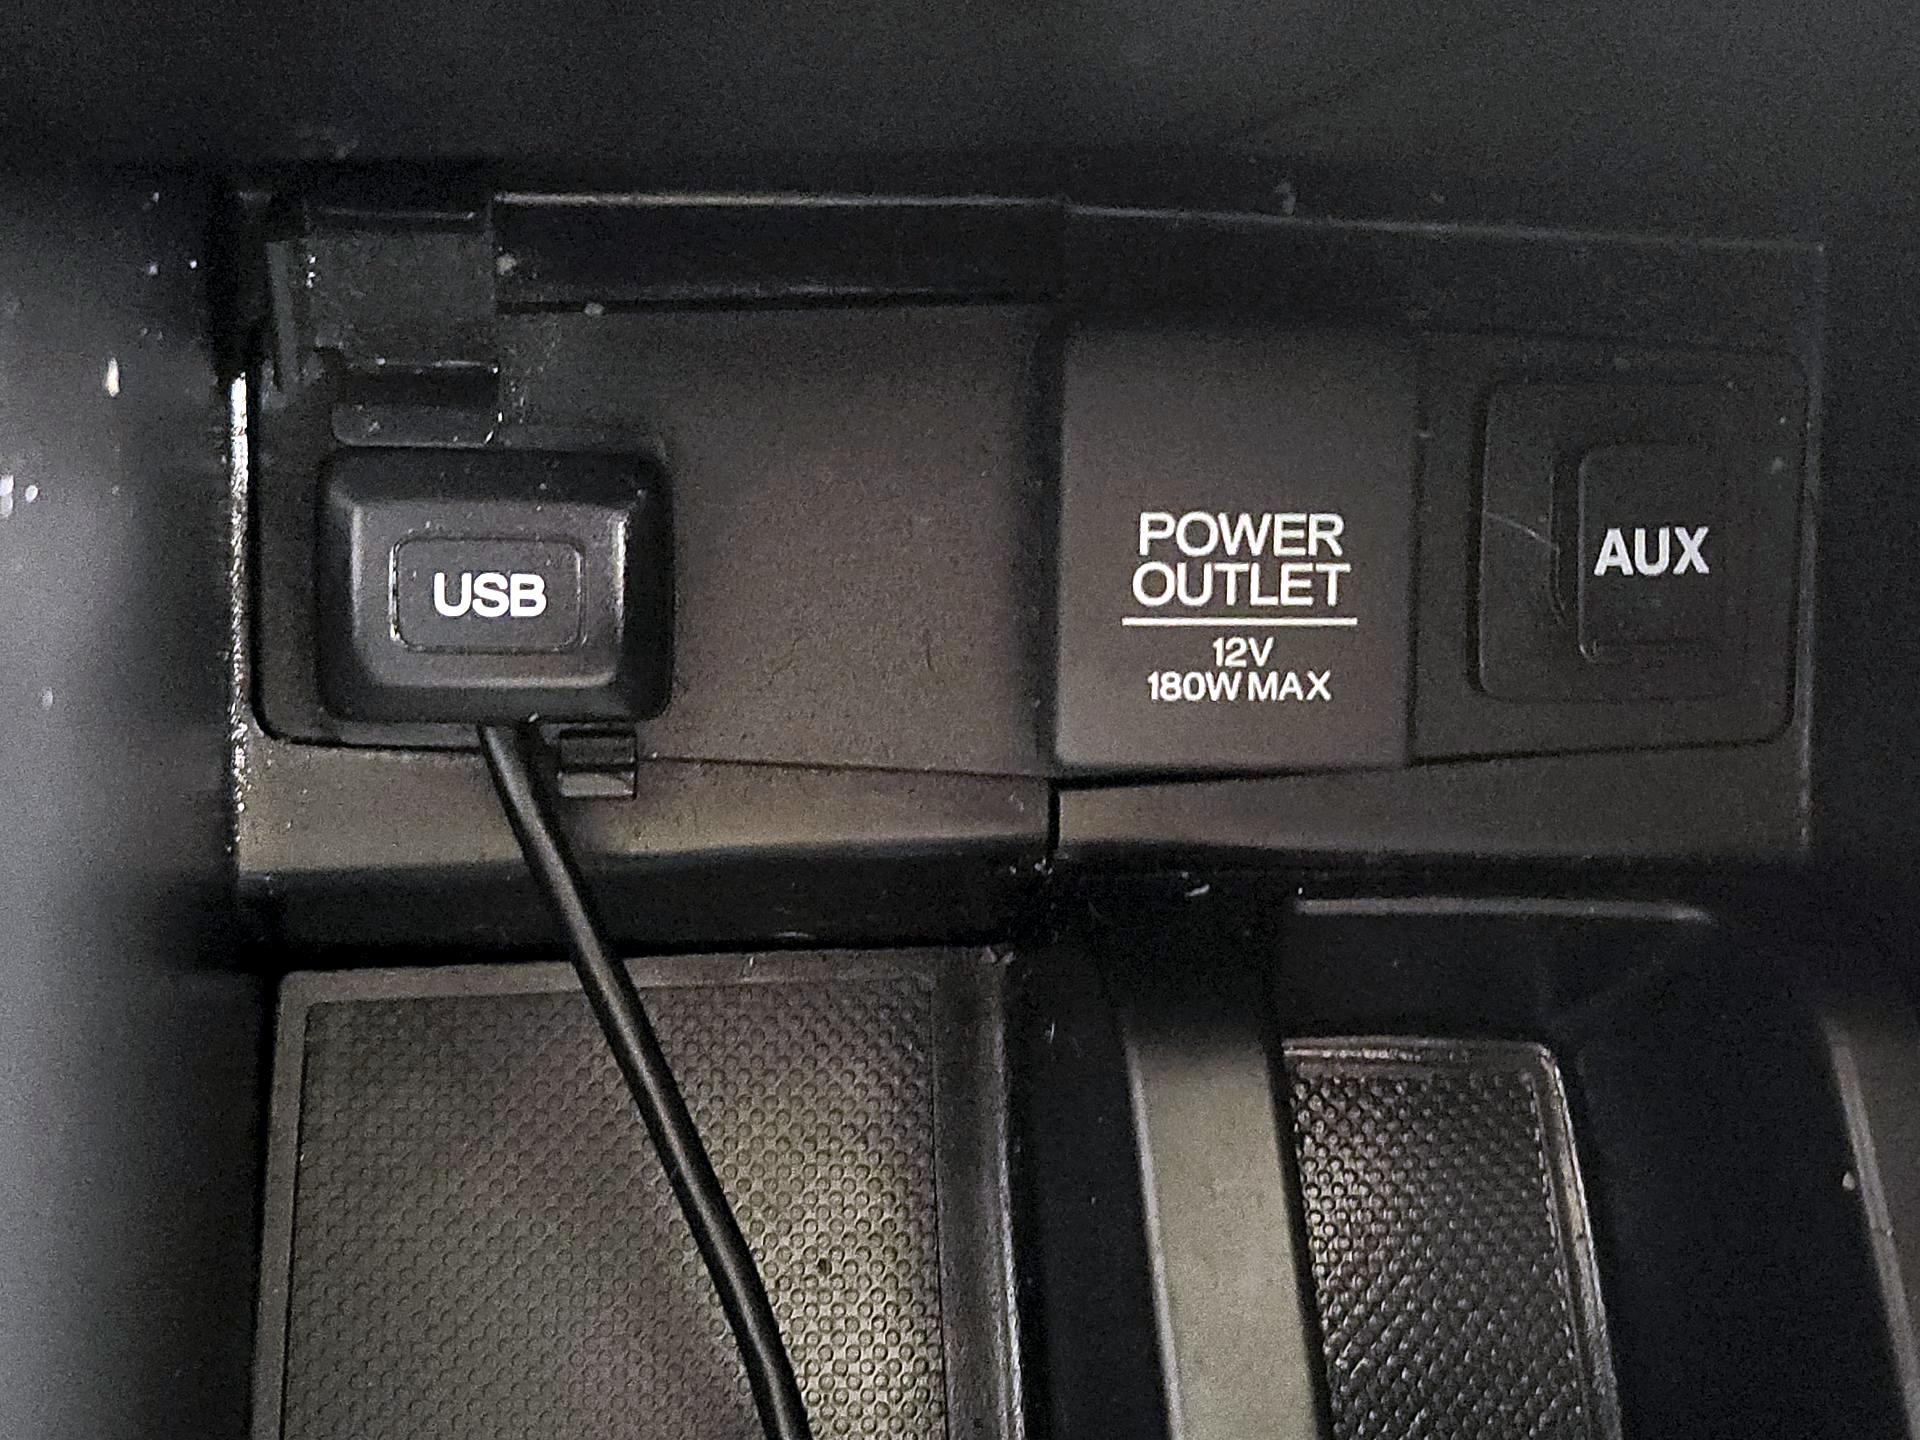 USB
POWER
OUTLET
12V
180W MAX
AUX